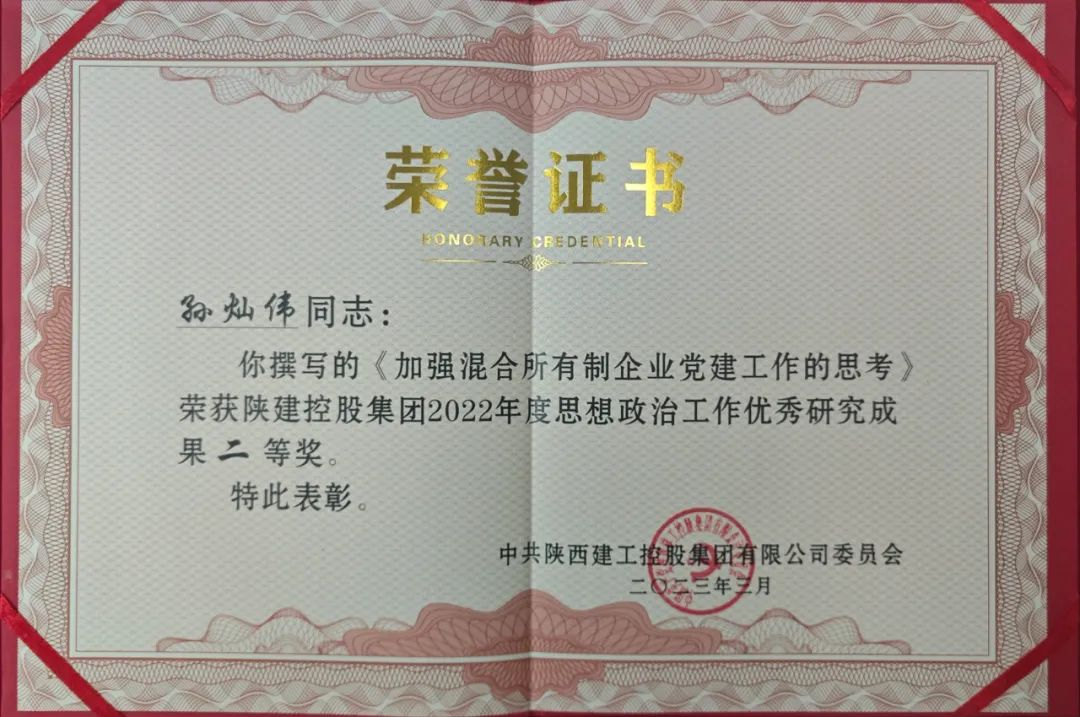 荣誉证书
HONORARY CREDENTIAL
孙灿伟同志：
你撰写的《加强混合所有制企业党建工作的思考》
荣获陕建控股集团2022年度思想政治工作优秀研究成
果二等奖。
特此表彰。
中共陕西建工控股集团有限公司委员会
二〇二三年三月